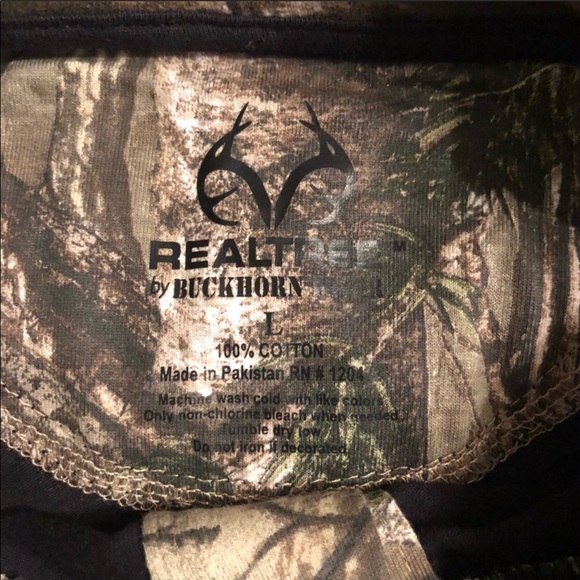 REALTREE™
by BUCKHORN
L
100% COTTON
Made in Pakistan RN # 1204
Machine wash cold with like colors
Only non-chlorine bleach when needed
Tumble dry low
Do not iron if decorated